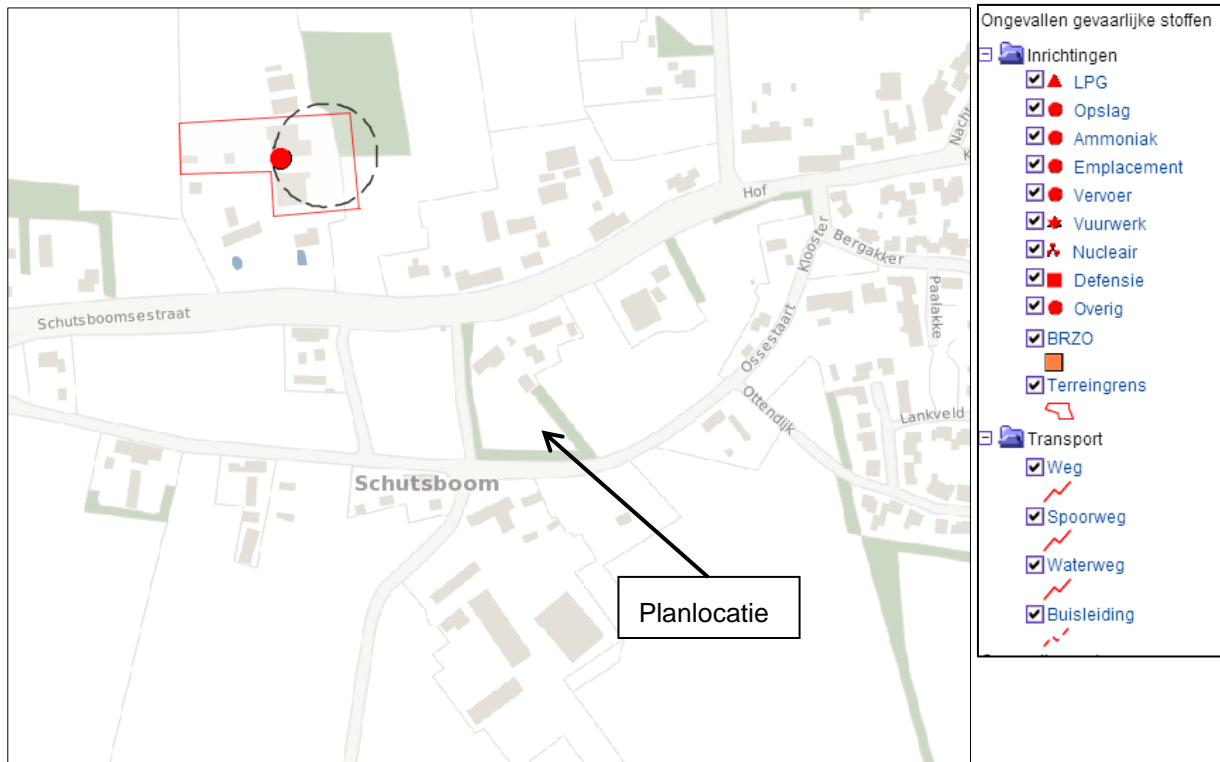 Nacht
K
Hof
Klooster
Bergakker
Paalakke
Schutsboomsestraat
Ossestaart
Ottendijk
Lankveld
Schutsboom
Planlocatie
Ongevallen gevaarlijke stoffen
Inrichtingen
LPG
Opslag
Ammoniak
Emplacement
Vervoer
Vuurwerk
Nucleair
Defensie
Overig
BRZO
Terreingrens
Transport
Weg
Spoorweg
Waterweg
Buisleiding